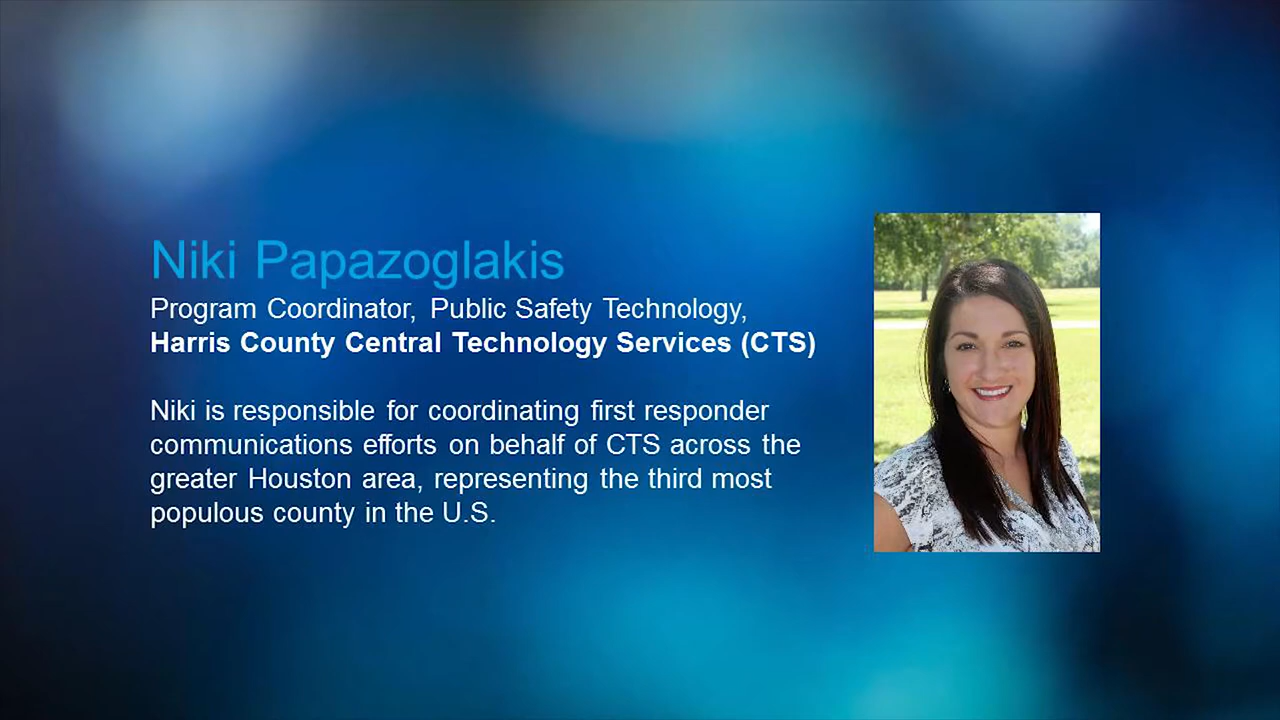 Niki Papazoglakis
Program Coordinator, Public Safety Technology,
Harris County Central Technology Services (CTS)
Niki is responsible for coordinating first responder
communications efforts on behalf of CTS across the
greater Houston area, representing the third most
populous county in the U.S.